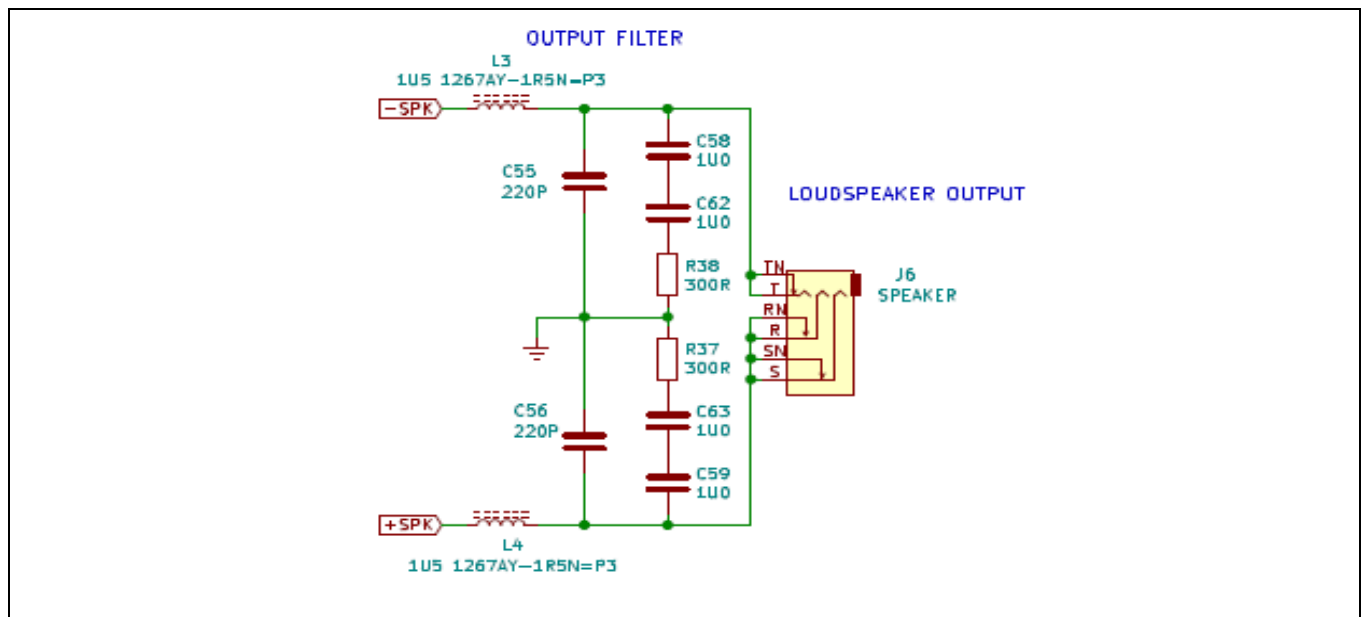 OUTPUT FILTER
L3
1U5 1267AY-1R5N=P3
-SPK
C58
1U0
C55
220P
C62
1U0
LOUDSPEAKER OUTPUT
R38
300R
TN
T
RN
R
SN
S
J6
SPEAKER
R37
300R
C56
220P
C63
1U0
C59
1U0
+SPK
L4
1U5 1267AY-1R5N=P3